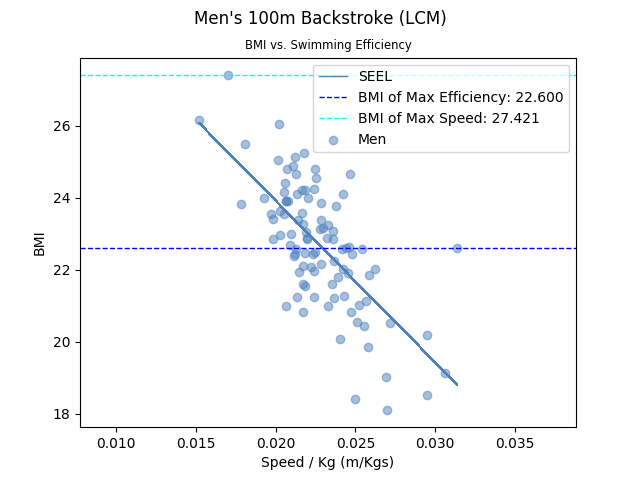 Men's 100m Backstroke (LCM)
BMI vs. Swimming Efficiency
SEEL
BMI of Max Efficiency: 22.600
BMI of Max Speed: 27.421
Men
BMI
26
24
22
20
18
0.010 0.015 0.020 0.025 0.030 0.035
Speed / Kg (m/Kgs)